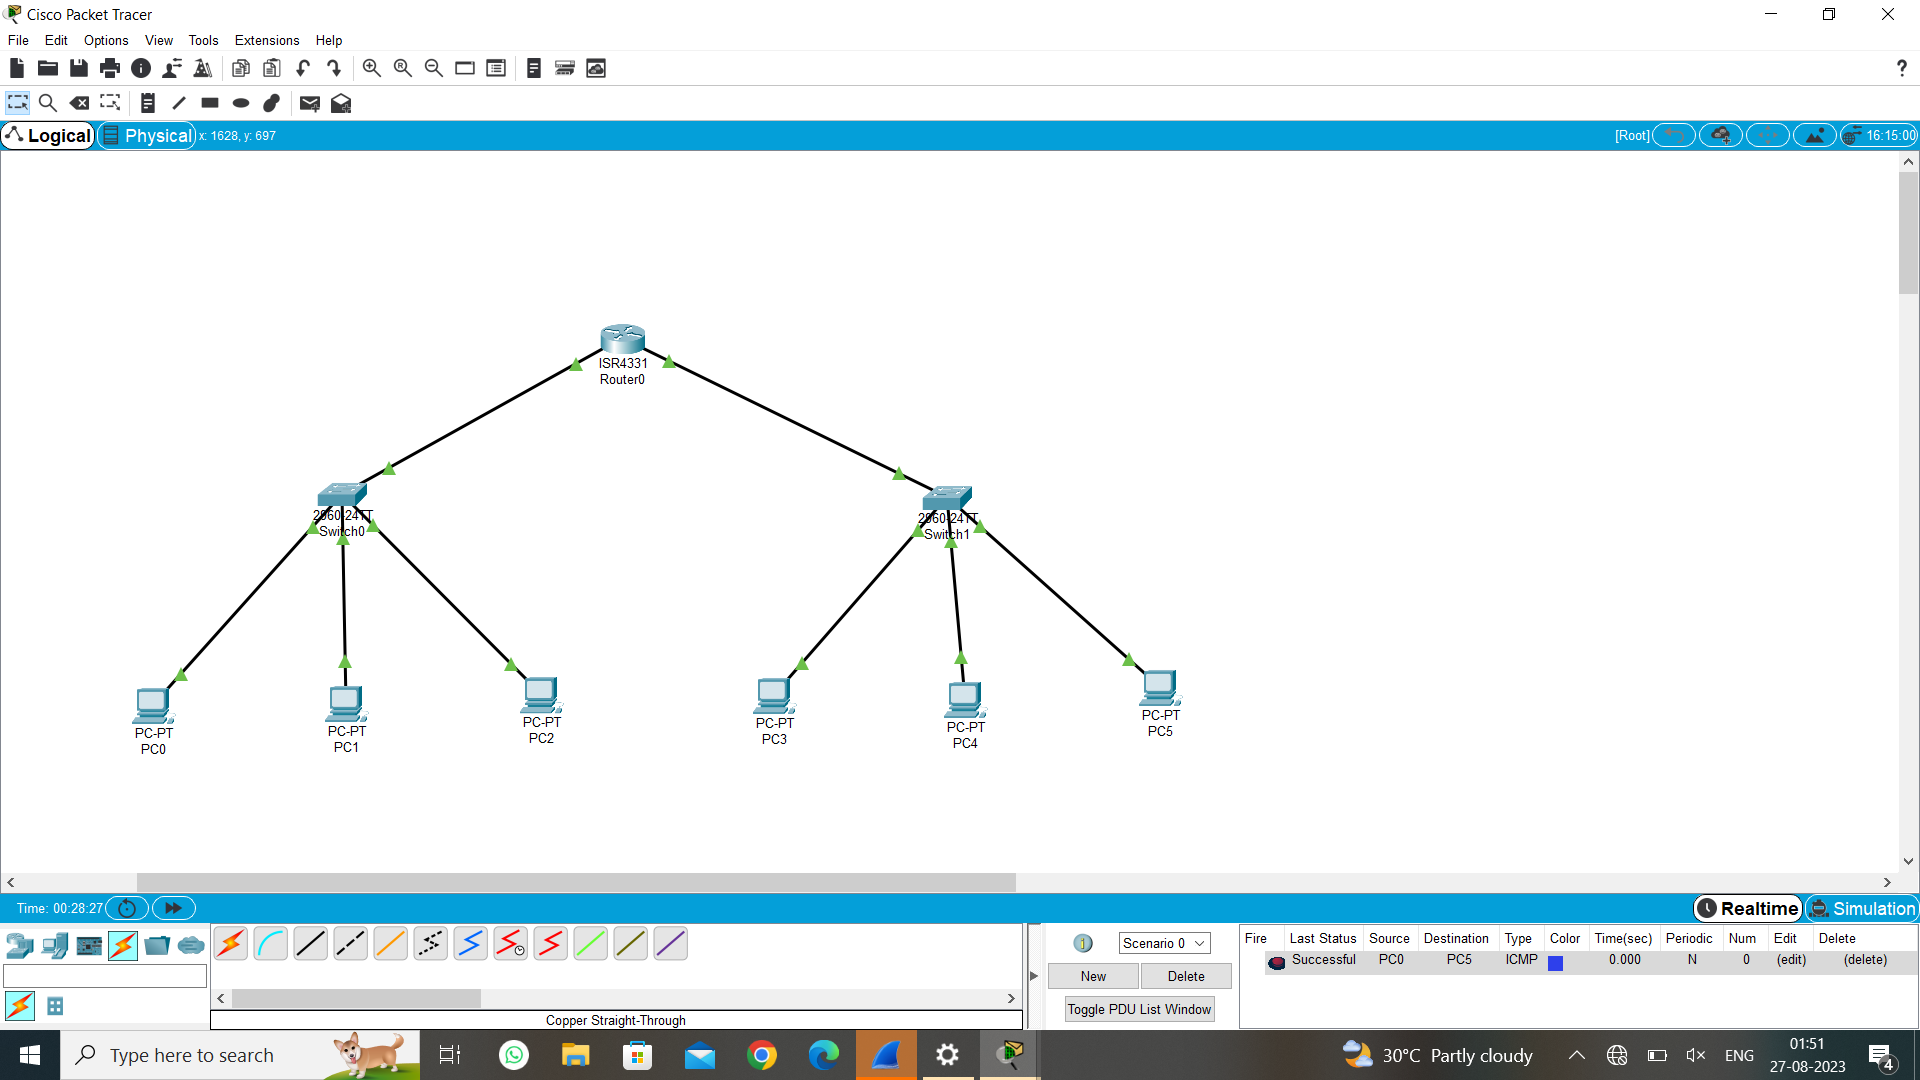 Cisco Packet Tracer
File Edit Options View Tools Extensions Help
?
Logical Physical x: 1628, y: 697 [Root] 16:15:00
ISR4331
Router0
2960-24TT
Switch0
2960-24TT
Switch1
PC-PT
PC0
PC-PT
PC1
PC-PT
PC2
PC-PT
PC3
PC-PT
PC4
PC-PT
PC5
Time: 00:28:27 Realtime Simulation
Scenario 0
New Delete
Toggle PDU List Window
Fire Last Status Source Destination Type Color Time(sec) Periodic Num Edit Delete
Successful PC0 PC5 ICMP 0.000 N 0 (edit) (delete)
Copper Straight-Through
Type here to search
30°C Partly cloudy
ENG
01:51
27-08-2023
4